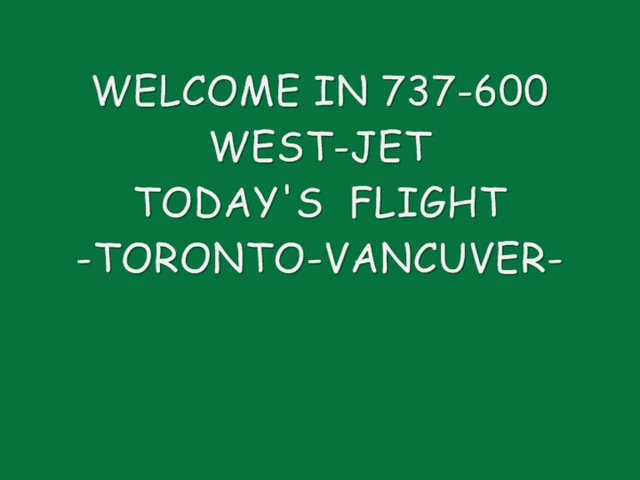 WELCOME IN 737-600
WEST-JET
TODAY'S FLIGHT
-TORONTO-VANCUVER-